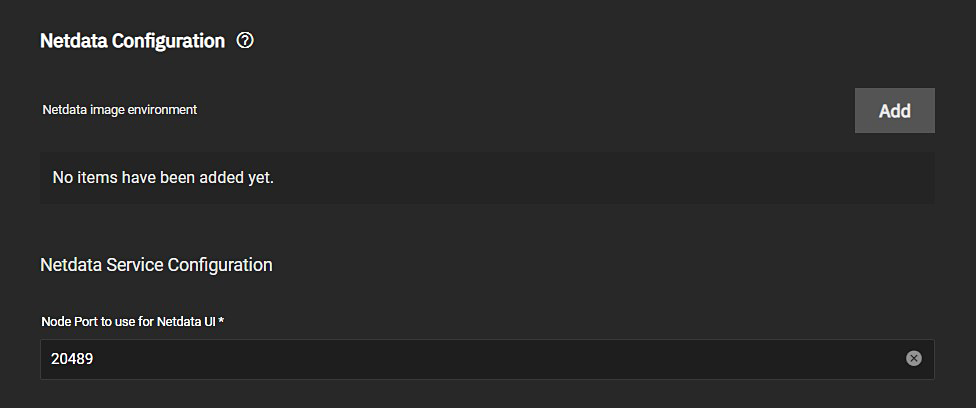 Netdata Configuration
Netdata image environment
Add
No items have been added yet.
Netdata Service Configuration
Node Port to use for Netdata UI *
20489